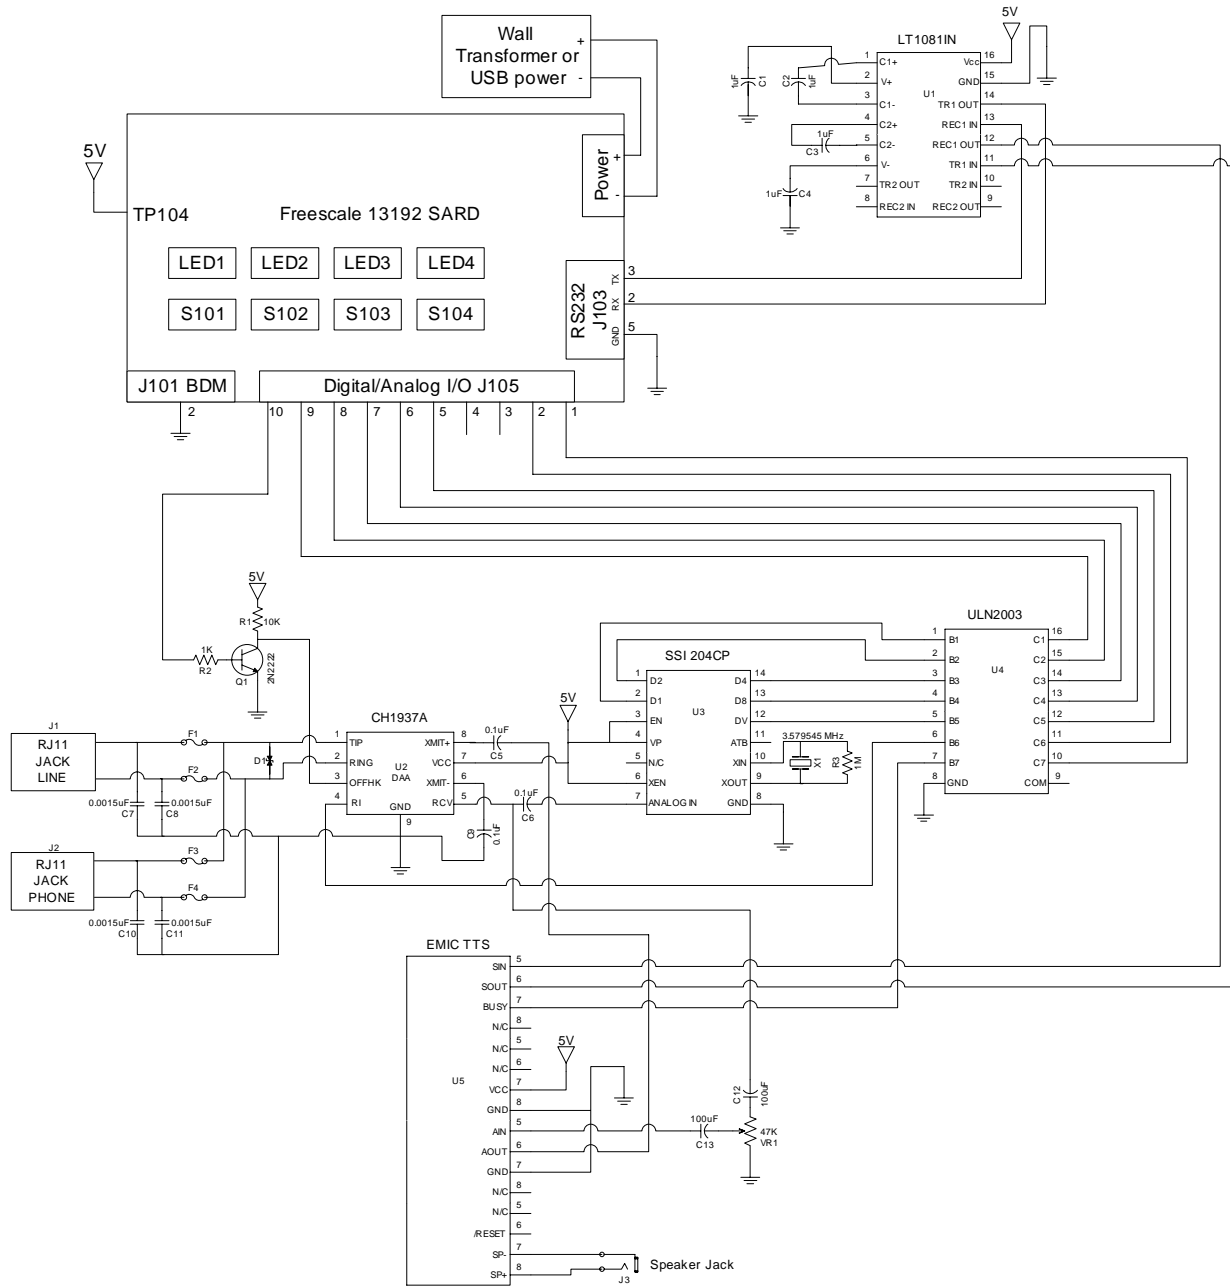 Wall
Transformer or
USB power
+
-
5V
TP104
Freescale 13192 SARD
Power
+
-
LED1 LED2 LED3 LED4
S101 S102 S103 S104
RS232
J103
TX
RX
GND
3
2
5
J101 BDM
2
Digital/Analog I/O J105
10 9 8 7 6 5 4 3 2 1
5V
LT1081IN
U1
1 C1+
2 V+
3 C1-
4 C2+
5 C2-
6 V-
7 TR2 OUT
8 REC2 IN
Vcc 16
GND 15
TR1 OUT 14
REC1 IN 13
REC1 OUT 12
TR1 IN 11
TR2 IN 10
REC2 OUT 9
1uF C1
C2 1uF
1uF
C3
1uF C4
5V
R1 10K
1K
R2
Q1
2N2222
J1
RJ11
JACK
LINE
F1
F2
D1
0.0015uF
C7
0.0015uF
C8
J2
RJ11
JACK
PHONE
F3
F4
0.0015uF
C10
0.0015uF
C11
CH1937A
U2
DAA
1 TIP
2 RING
3 OFFHK
4 RI
XMIT+ 8
VCC 7
XMIT- 6
RCV 5
GND
9
0.1uF
C5
0.1uF
C6
C9
0.1uF
5V
SSI 204CP
U3
1 D2
2 D1
3 EN
4 VP
5 N/C
6 XEN
7 ANALOG IN
D4 14
D8 13
DV 12
ATB 11
XIN 10
XOUT 9
GND 8
3.579545 MHz
X1
R3
1M
ULN2003
U4
1 B1
2 B2
3 B3
4 B4
5 B5
6 B6
7 B7
8 GND
C1 16
C2 15
C3 14
C4 13
C5 12
C6 11
C7 10
COM 9
EMIC TTS
U5
SIN 5
SOUT 6
BUSY 7
N/C 8
N/C 5
N/C 6
VCC 7
GND 8
AIN 5
AOUT 6
GND 7
N/C 8
N/C 5
/RESET 6
SP- 7
SP+ 8
5V
100uF
C13
C12
100uF
47K
VR1
J3
Speaker Jack